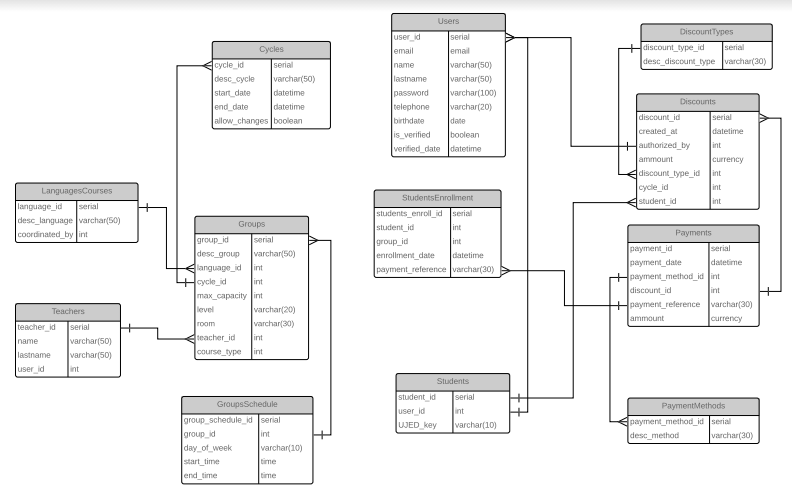 Cycles
cycle_id serial
desc_cycle varchar(50)
start_date datetime
end_date datetime
allow_changes boolean
Users
user_id serial
email email
name varchar(50)
lastname varchar(50)
password varchar(100)
telephone varchar(20)
birthdate date
is_verified boolean
verified_date datetime
DiscountTypes
discount_type_id serial
desc_discount_type varchar(30)
Discounts
discount_id serial
created_at datetime
authorized_by int
ammount currency
discount_type_id int
cycle_id int
student_id int
LanguagesCourses
language_id serial
desc_language varchar(50)
coordinated_by int
Groups
group_id serial
desc_group varchar(50)
language_id int
cycle_id int
max_capacity int
level varchar(20)
room varchar(30)
teacher_id int
course_type int
StudentsEnrollment
students_enroll_id serial
student_id int
group_id int
enrollment_date datetime
payment_reference varchar(30)
Payments
payment_id serial
payment_date datetime
payment_method_id int
discount_id int
payment_reference varchar(30)
ammount currency
Teachers
teacher_id serial
name varchar(50)
lastname varchar(50)
user_id int
GroupsSchedule
group_schedule_id serial
group_id int
day_of_week varchar(10)
start_time time
end_time time
Students
student_id serial
user_id int
UJED_key varchar(10)
PaymentMethods
payment_method_id serial
desc_method varchar(30)